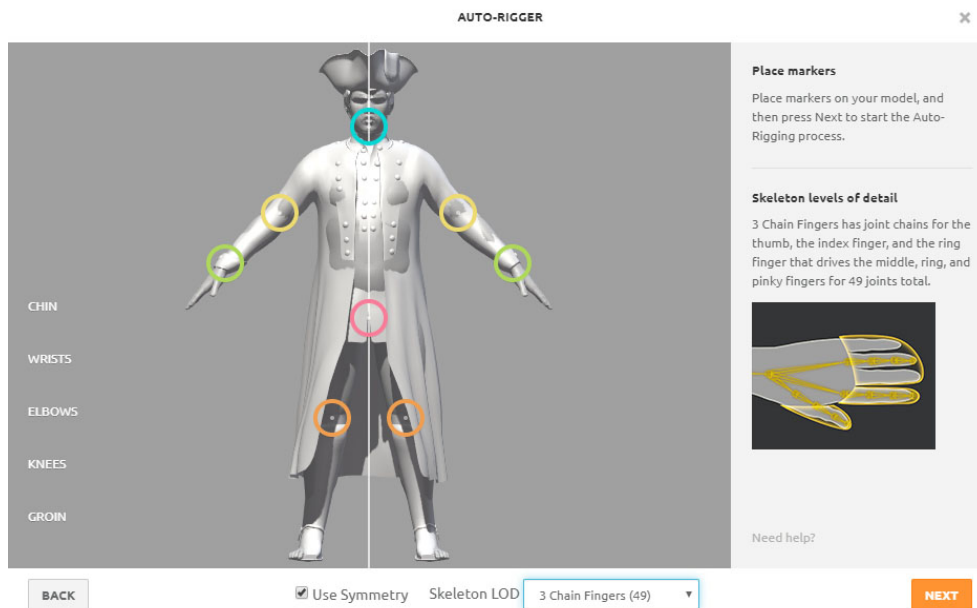 AUTO-RIGGER
×
Place markers
Place markers on your model, and
then press Next to start the Auto-
Rigging process.
Skeleton levels of detail
3 Chain Fingers has joint chains for the
thumb, the index finger, and the ring
finger that drives the middle, ring, and
pinky fingers for 49 joints total.
CHIN
WRISTS
ELBOWS
KNEES
GROIN
Need help?
BACK
Use Symmetry
Skeleton LOD
3 Chain Fingers (49)
NEXT